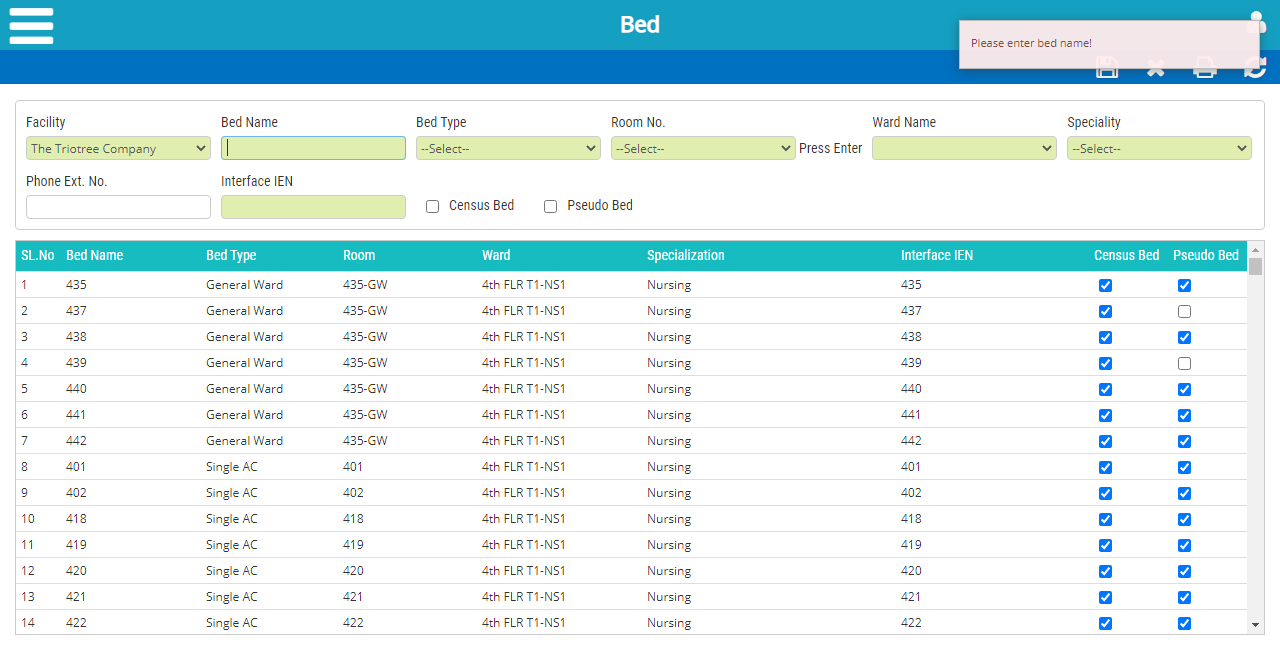 Bed
Please enter bed name!
Facility Bed Name Bed Type Room No. Ward Name Speciality
The Triotree Company --Select-- --Select-- Press Enter --Select--
Phone Ext. No. Interface IEN
Census Bed Pseudo Bed
SL.No Bed Name Bed Type Room Ward Specialization Interface IEN Census Bed Pseudo Bed
1 435 General Ward 435-GW 4th FLR T1-NS1 Nursing 435
2 437 General Ward 435-GW 4th FLR T1-NS1 Nursing 437
3 438 General Ward 435-GW 4th FLR T1-NS1 Nursing 438
4 439 General Ward 435-GW 4th FLR T1-NS1 Nursing 439
5 440 General Ward 435-GW 4th FLR T1-NS1 Nursing 440
6 441 General Ward 435-GW 4th FLR T1-NS1 Nursing 441
7 442 General Ward 435-GW 4th FLR T1-NS1 Nursing 442
8 401 Single AC 401 4th FLR T1-NS1 Nursing 401
9 402 Single AC 402 4th FLR T1-NS1 Nursing 402
10 418 Single AC 418 4th FLR T1-NS1 Nursing 418
11 419 Single AC 419 4th FLR T1-NS1 Nursing 419
12 420 Single AC 420 4th FLR T1-NS1 Nursing 420
13 421 Single AC 421 4th FLR T1-NS1 Nursing 421
14 422 Single AC 422 4th FLR T1-NS1 Nursing 422